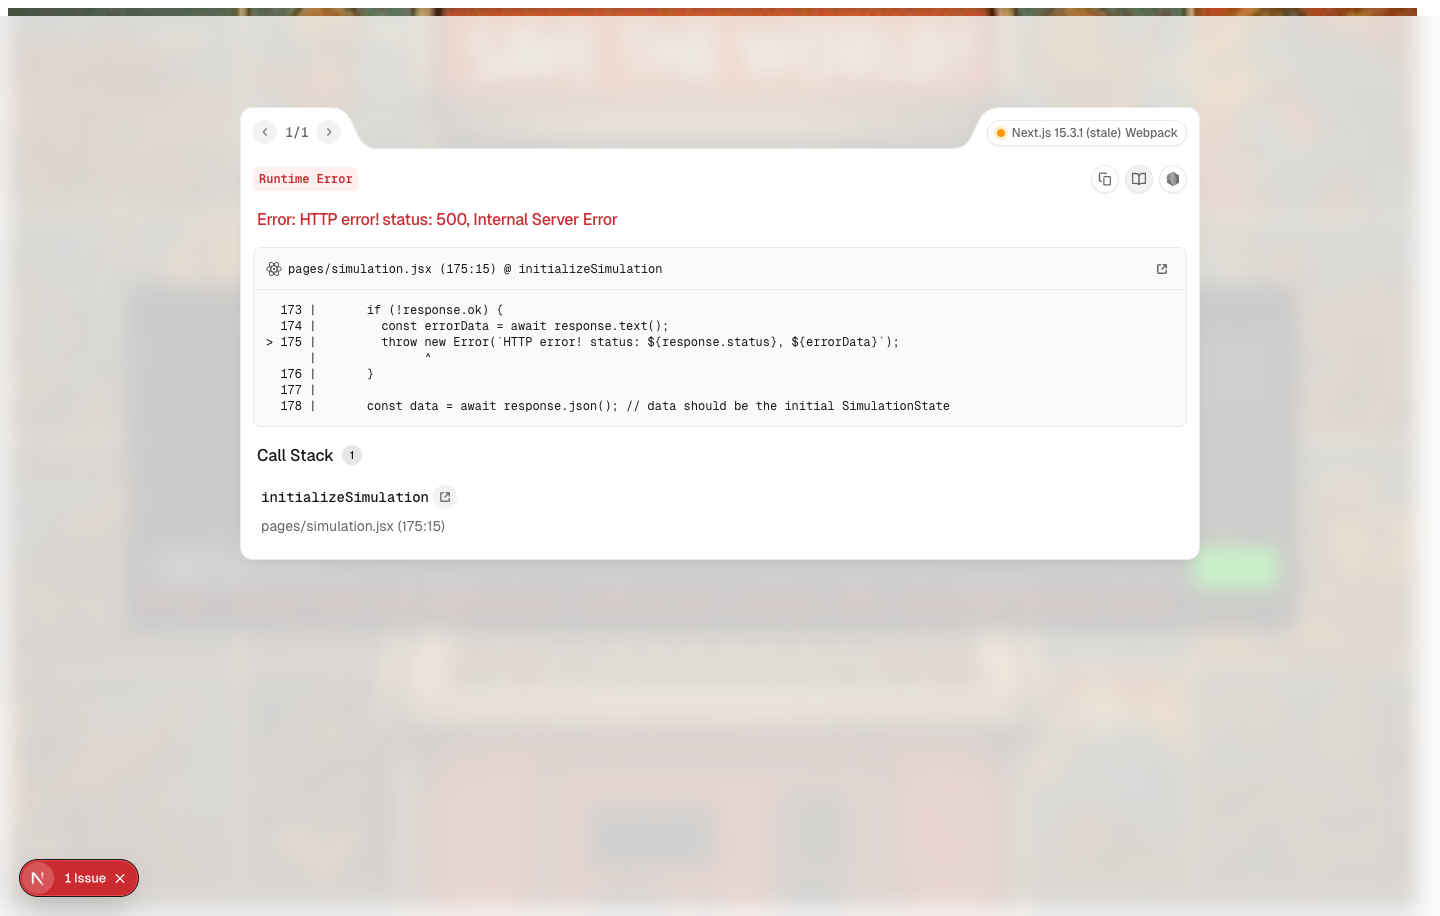 1/1
Next.js 15.3.1 (stale) Webpack
Runtime Error
Error: HTTP error! status: 500, Internal Server Error
pages/simulation.jsx (175:15) @ initializeSimulation
173 |       if (!response.ok) {
174 |         const errorData = await response.text();
> 175 |         throw new Error(`HTTP error! status: ${response.status}, ${errorData}`);
|               ^
176 |       }
177 |
178 |       const data = await response.json(); // data should be the initial SimulationState
Call Stack 1
initializeSimulation
pages/simulation.jsx (175:15)
N 1 Issue